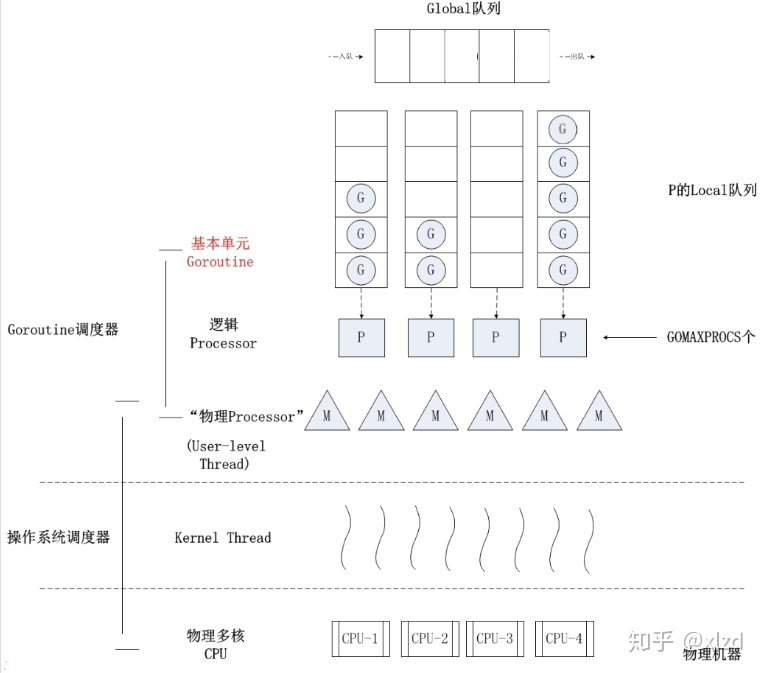 Global队列
--入队
--出队
G
G
P的Local队列
G
G
基本单元
G
G
G
Goroutine
G
G
G
Goroutine调度器
逻辑
Processor
P
P
P
P
GOMAXPROCS个
“物理Processor”
M
M
M
M
M
M
(User-level
Thread)
操作系统调度器
Kernel Thread
物理多核
CPU
CPU-1
CPU-2
CPU-3
CPU-4
知乎 @xlzd
物理机器